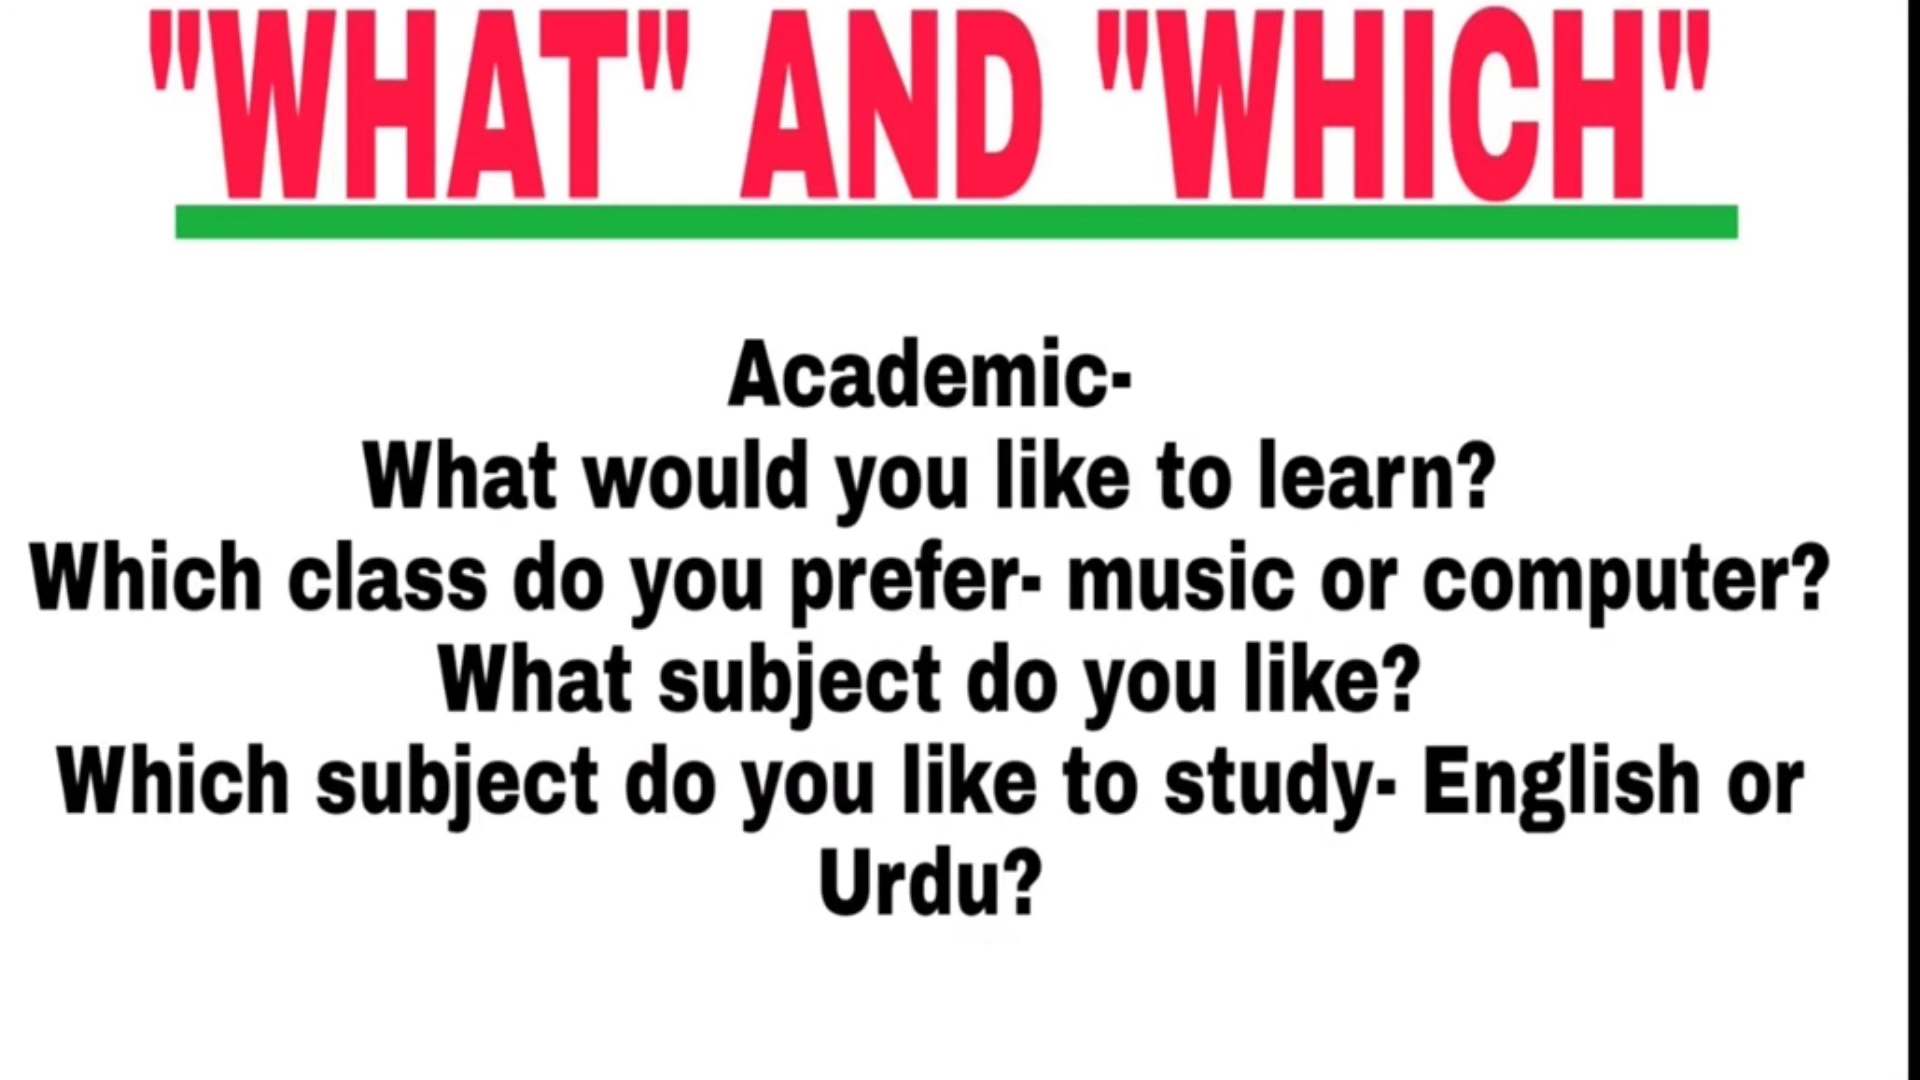 "WHAT" AND "WHICH"
Academic-
What would you like to learn?
Which class do you prefer- music or computer?
What subject do you like?
Which subject do you like to study- English or
Urdu?